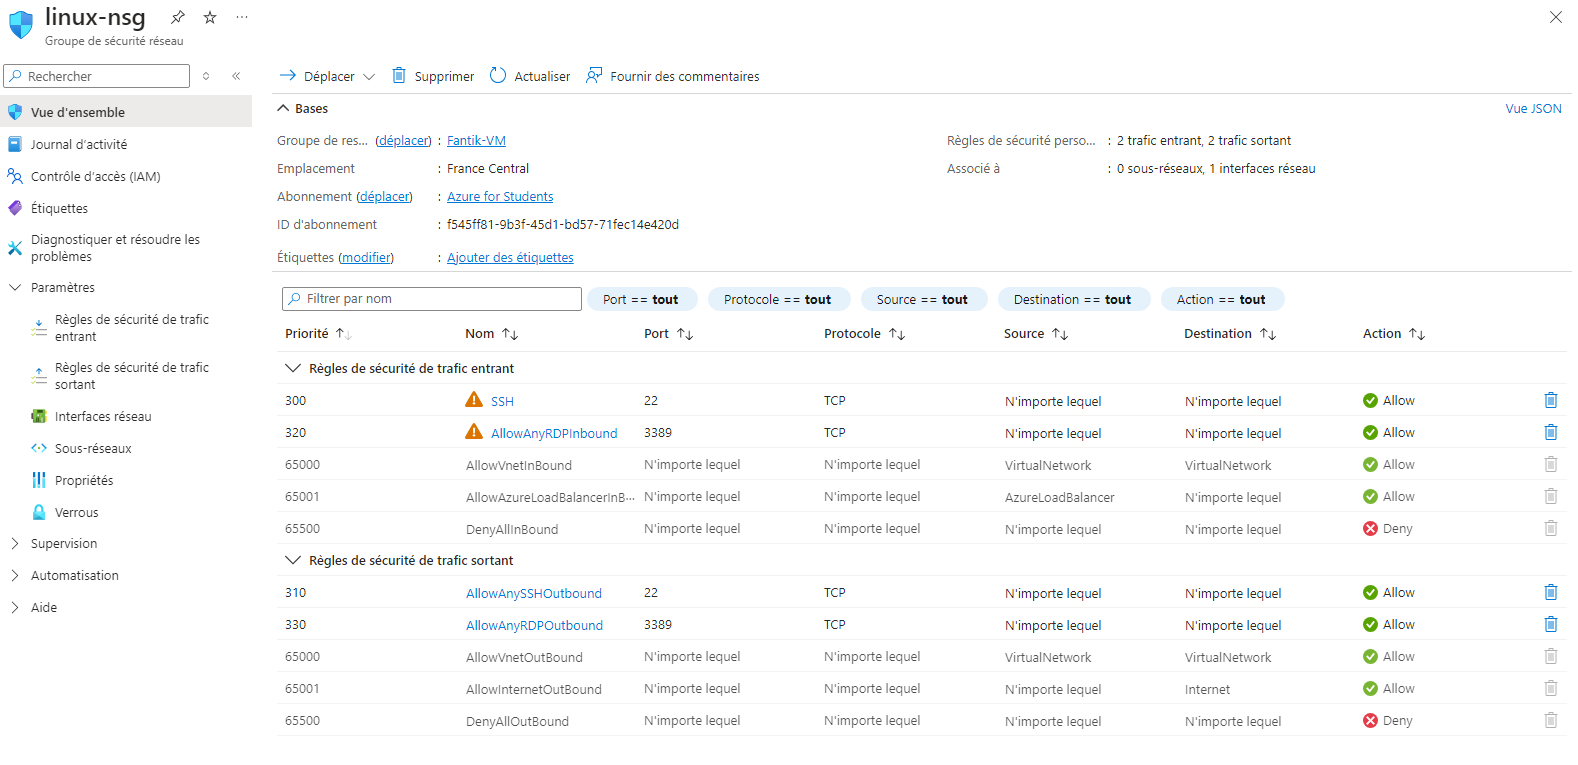 linux-nsg
Groupe de sécurité réseau
Rechercher
Vue d'ensemble
Journal d’activité
Contrôle d’accès (IAM)
Étiquettes
Diagnostiquer et résoudre les
problèmes
Paramètres
Règles de sécurité de trafic
entrant
Règles de sécurité de trafic
sortant
Interfaces réseau
Sous-réseaux
Propriétés
Verrous
Supervision
Automatisation
Aide
Déplacer Supprimer Actualiser Fournir des commentaires
Bases Vue JSON
Groupe de res... (déplacer) : Fantik-VM
Emplacement : France Central
Abonnement (déplacer) : Azure for Students
ID d'abonnement : f545ff81-9b3f-45d1-bd57-71fec14e420d
Étiquettes (modifier) : Ajouter des étiquettes
Règles de sécurité perso... : 2 trafic entrant, 2 trafic sortant
Associé à : 0 sous-réseaux, 1 interfaces réseau
Filtrer par nom Port == tout Protocole == tout Source == tout Destination == tout Action == tout
Priorité Nom Port Protocole Source Destination Action
Règles de sécurité de trafic entrant
300 SSH 22 TCP N'importe lequel N'importe lequel Allow
320 AllowAnyRDPInbound 3389 TCP N'importe lequel N'importe lequel Allow
65000 AllowVnetInBound N'importe lequel N'importe lequel VirtualNetwork VirtualNetwork Allow
65001 AllowAzureLoadBalancerInB... N'importe lequel N'importe lequel AzureLoadBalancer N'importe lequel Allow
65500 DenyAllInBound N'importe lequel N'importe lequel N'importe lequel N'importe lequel Deny
Règles de sécurité de trafic sortant
310 AllowAnySSHOutbound 22 TCP N'importe lequel N'importe lequel Allow
330 AllowAnyRDPOutbound 3389 TCP N'importe lequel N'importe lequel Allow
65000 AllowVnetOutBound N'importe lequel N'importe lequel VirtualNetwork VirtualNetwork Allow
65001 AllowInternetOutBound N'importe lequel N'importe lequel N'importe lequel Internet Allow
65500 DenyAllOutBound N'importe lequel N'importe lequel N'importe lequel N'importe lequel Deny